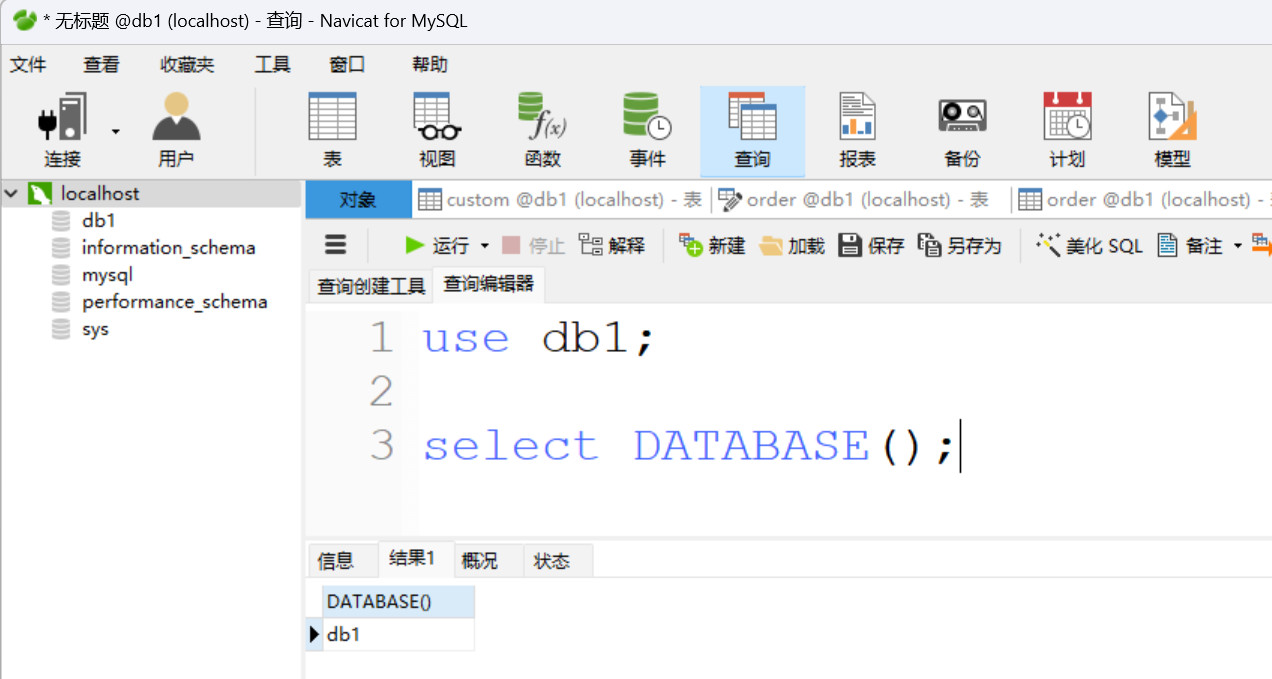 * 无标题 @db1 (localhost) - 查询 - Navicat for MySQL
文件 查看 收藏夹 工具 窗口 帮助
连接 用户 表 视图 函数 事件 查询 报表 备份 计划 模型
localhost
db1
information_schema
mysql
performance_schema
sys
对象 custom @db1 (localhost) - 表 order @db1 (localhost) - 表 order @db1 (localhost) -
运行 停止 解释 新建 加载 保存 另存为 美化 SQL 备注
查询创建工具 查询编辑器
1 use db1;
2
3 select DATABASE();
信息 结果1 概况 状态
DATABASE()
db1